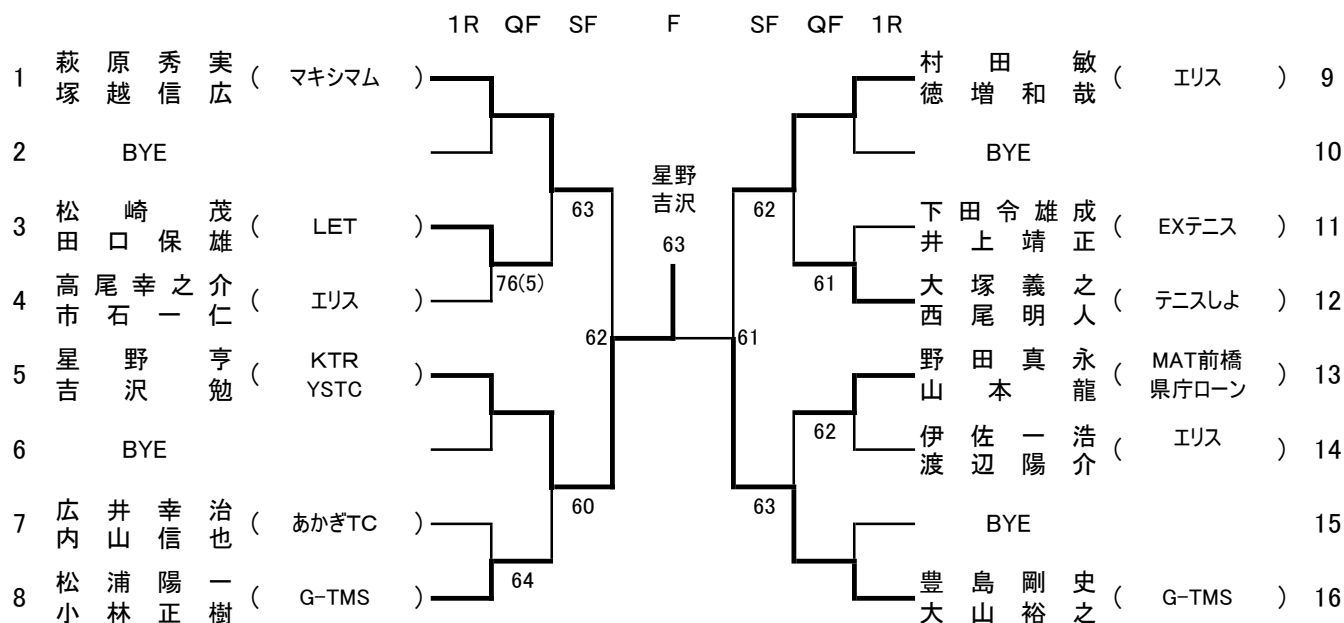 1R QF SF F SF QF 1R
1 萩原秀実 塚越信広 ( マキシマム )
2 BYE
3 松崎茂 田口保雄 ( LET )
4 高尾幸之介 市石一仁 ( エリス )
5 星野亨 吉沢勉 ( KTR YSTC )
6 BYE
7 広井幸治 内山信也 ( あかぎTC )
8 松浦陽一 小林正樹 ( G-TMS )
76(5)
64
63
60
62
星野
吉沢
63
61
62
63
61
62
村田敏 徳増和哉 ( エリス ) 9
BYE 10
下田令雄成 井上靖正 ( EXテニス ) 11
大塚義之 西尾明人 ( テニスしよ ) 12
野田真永 山本龍 ( MAT前橋 県庁ローン ) 13
伊佐一浩 渡辺陽介 ( エリス ) 14
BYE 15
豊島剛史 大山裕之 ( G-TMS ) 16